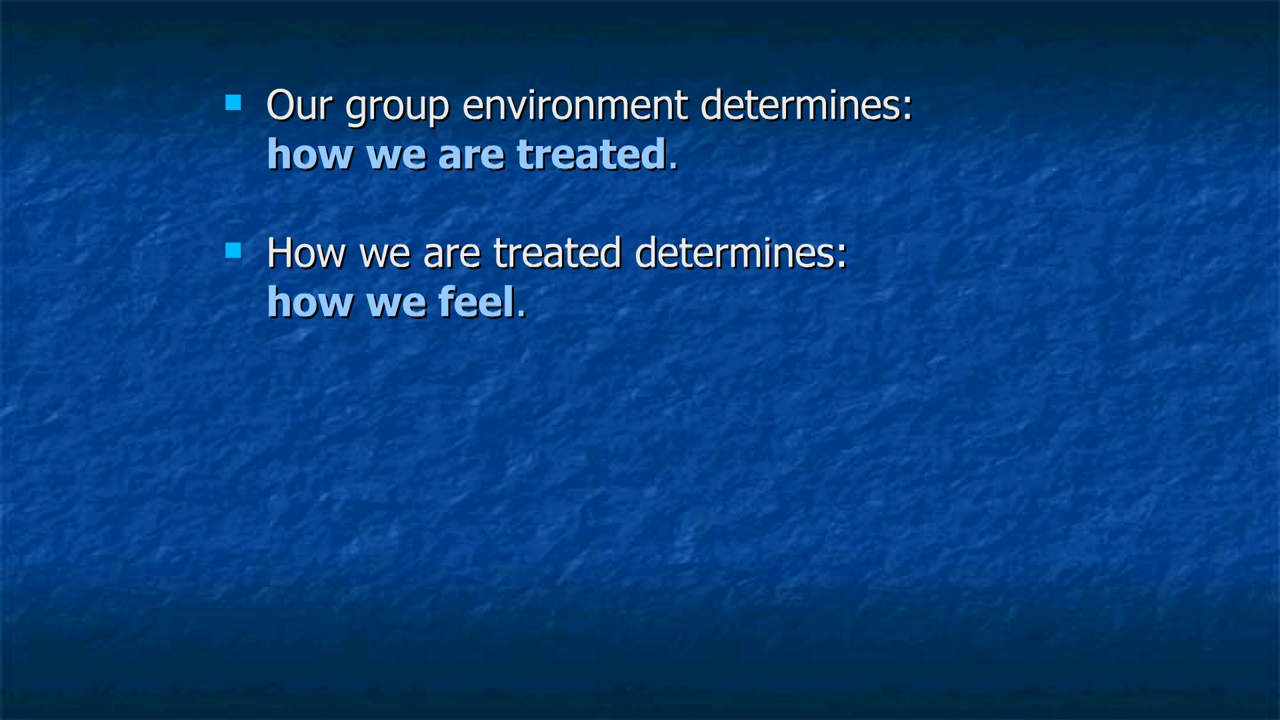 Our group environment determines:
how we are treated.
How we are treated determines:
how we feel.